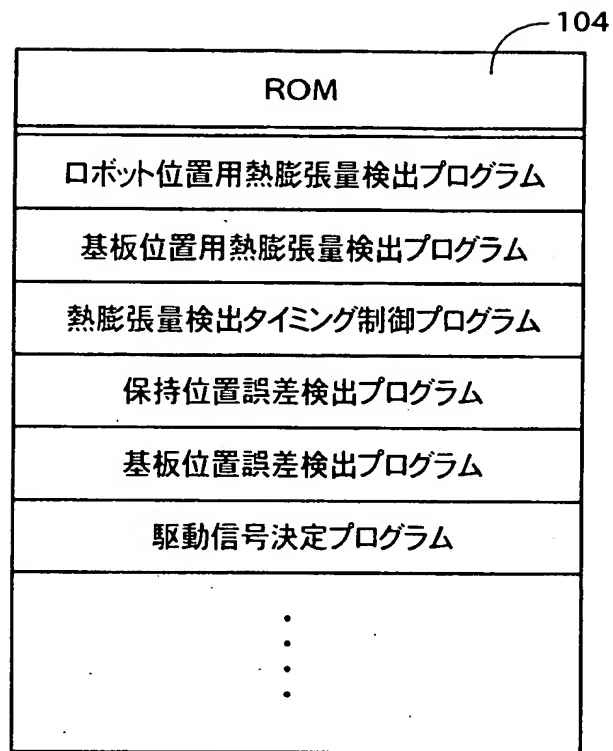 104
ROM
ロボット位置用熱膨張量検出プログラム
基板位置用熱膨張量検出プログラム
熱膨張量検出タイミング制御プログラム
保持位置誤差検出プログラム
基板位置誤差検出プログラム
駆動信号決定プログラム